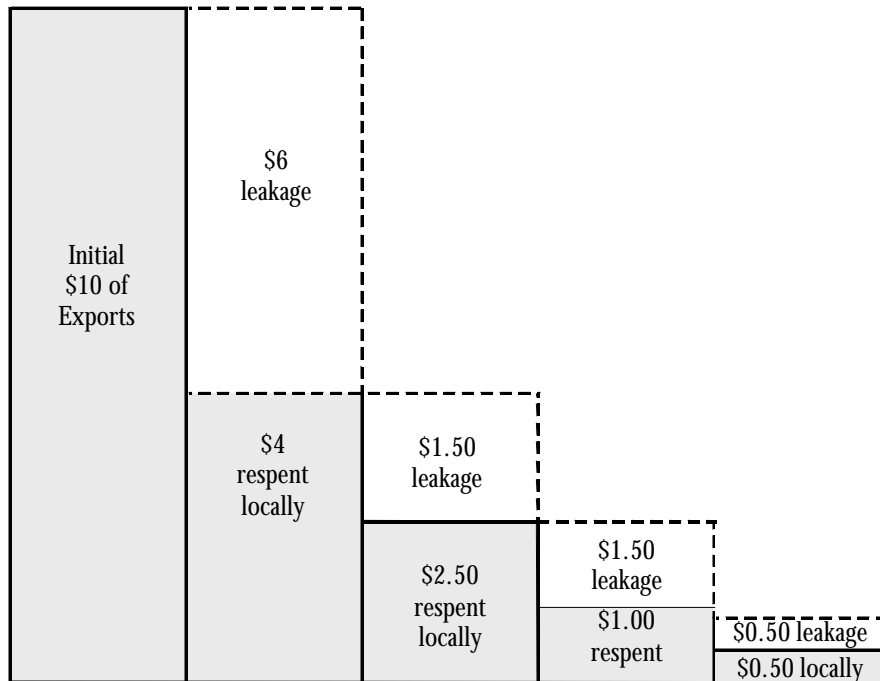 Initial
$10 of
Exports
$6
leakage
$4
respent
locally
$1.50
leakage
$2.50
respent
locally
$1.50
leakage
$1.00
respent
$0.50 leakage
$0.50 locally